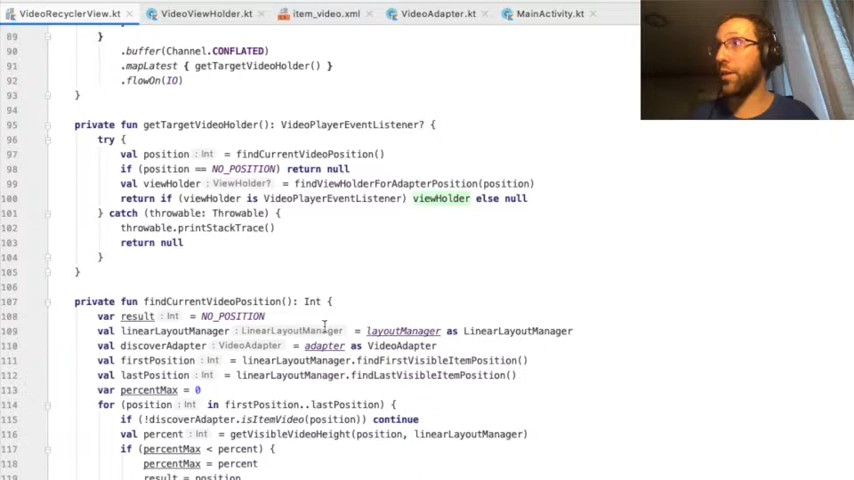 VideoRecyclerView.kt × VideoViewHolder.kt × item_video.xml × VideoAdapter.kt × MainActivity.kt ×
89 }
90 .buffer(Channel.CONFLATED)
91 .mapLatest { getTargetVideoHolder() }
92 .flowOn(IO)
93 }
94
95 private fun getTargetVideoHolder(): VideoPlayerEventListener? {
96 try {
97 val position : Int = findCurrentVideoPosition()
98 if (position == NO_POSITION) return null
99 val viewHolder : ViewHolder? = findViewHolderForAdapterPosition(position)
100 return if (viewHolder is VideoPlayerEventListener) viewHolder else null
101 } catch (throwable: Throwable) {
102 throwable.printStackTrace()
103 return null
104 }
105 }
106
107 private fun findCurrentVideoPosition(): Int {
108 var result : Int = NO_POSITION
109 val linearLayoutManager : LinearLayoutManager = layoutManager as LinearLayoutManager
110 val discoverAdapter : VideoAdapter = adapter as VideoAdapter
111 val firstPosition : Int = linearLayoutManager.findFirstVisibleItemPosition()
112 val lastPosition : Int = linearLayoutManager.findLastVisibleItemPosition()
113 var percentMax = 0
114 for (position : Int in firstPosition..lastPosition) {
115 if (!discoverAdapter.isItemVideo(position)) continue
116 val percent : Int = getVisibleVideoHeight(position, linearLayoutManager)
117 if (percentMax < percent) {
118 percentMax = percent
119 result = position